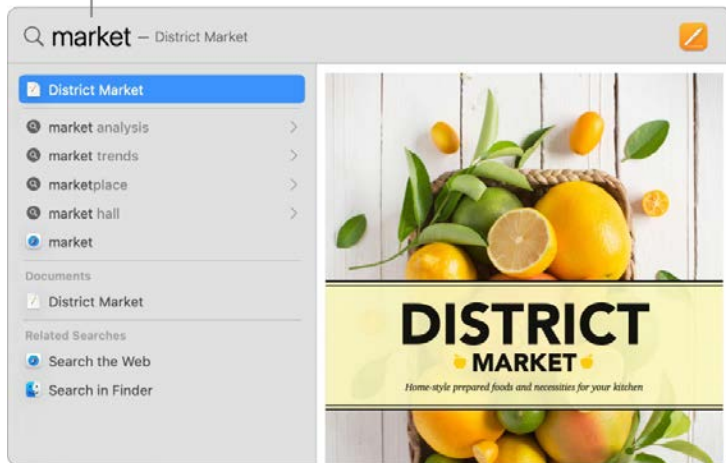 market – District Market
District Market
market analysis
market trends
marketplace
market hall
market
Documents
District Market
Related Searches
Search the Web
Search in Finder
DISTRICT
MARKET
Home-style prepared foods and necessities for your kitchen